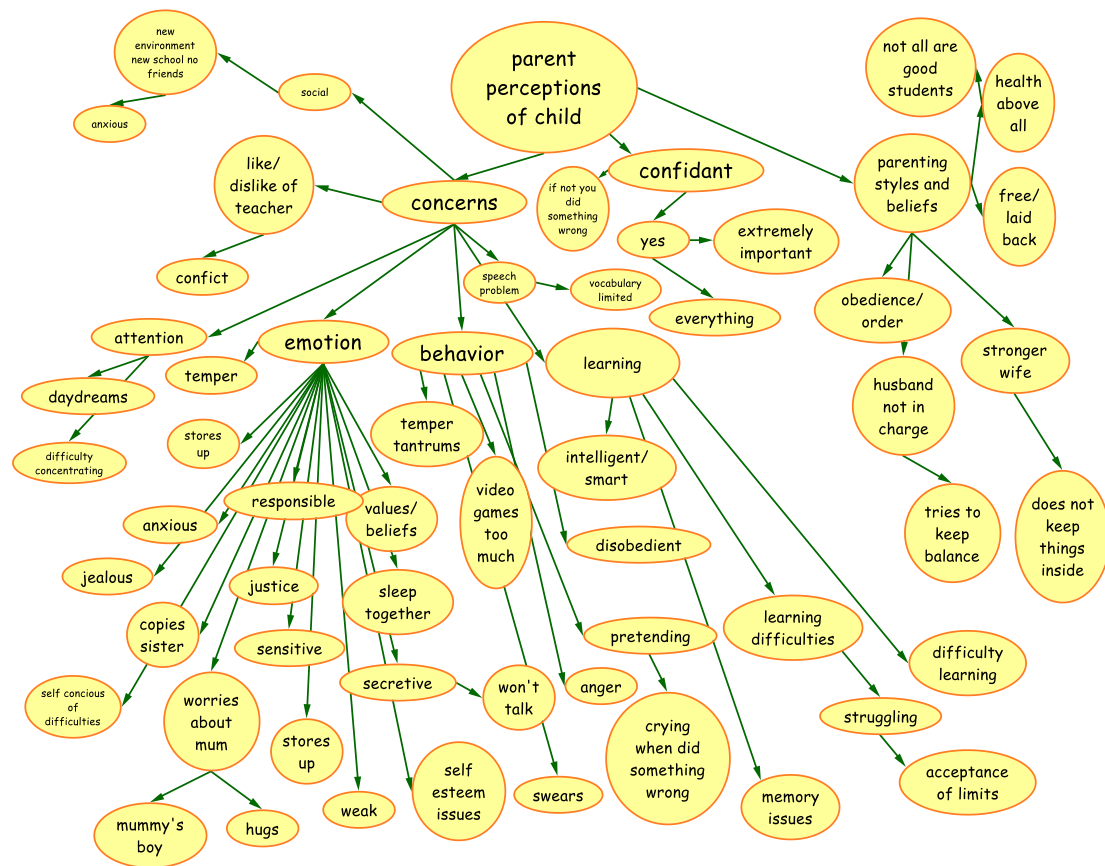 new
environment
new school no
friends
social
anxious
parent
perceptions
of child
not all are
good
students
health
above
all
like/
dislike of
teacher
concerns
confidant
if not you
did
something
wrong
parenting
styles and
beliefs
free/
laid
back
confict
yes
extremely
important
speech
problem
vocabulary
limited
everything
obedience/
order
attention
emotion
temper
behavior
learning
stronger
wife
daydreams
husband
not in
charge
difficulty
concentrating
stores
up
temper
tantrums
intelligent/
smart
video
games
too
much
responsible
values/
beliefs
anxious
disobedient
tries to
keep
balance
does not
keep
things
inside
jealous
justice
sleep
together
copies
sister
sensitive
pretending
learning
difficulties
difficulty
learning
self concious
of
difficulties
secretive
won't
talk
anger
worries
about
mum
stores
up
struggling
crying
when did
something
wrong
self
esteem
issues
swears
memory
issues
acceptance
of limits
weak
mummy's
boy
hugs